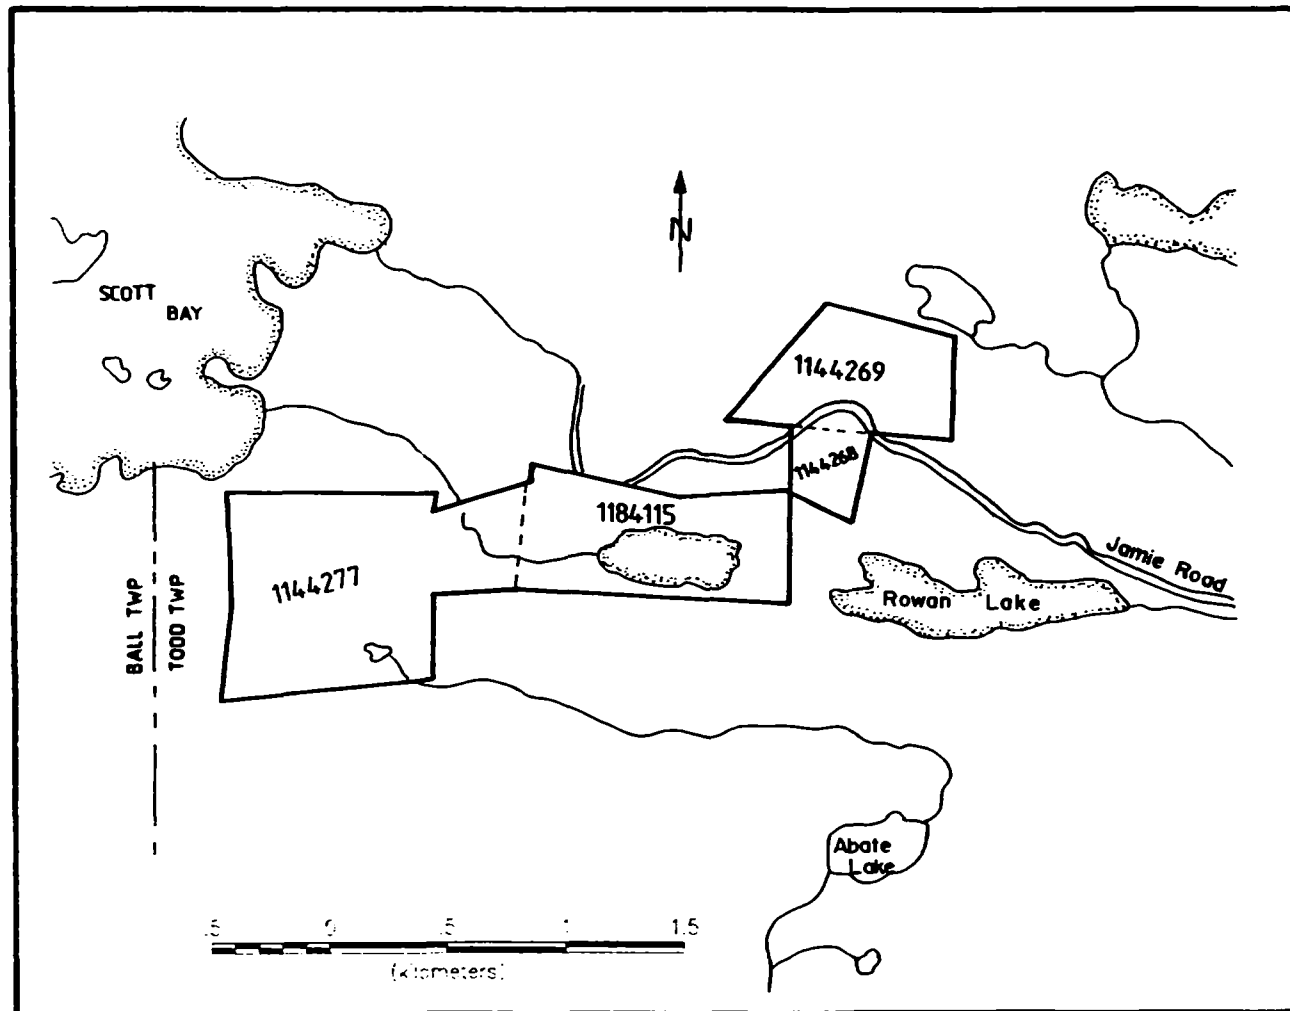 N
SCOTT
BAY
1144269
1144268
1184115
1144277
Jamie Road
Rowan Lake
BALL TWP
TODD TWP
Abate
Lake
.5 0 .5 1 1.5
(kilometers)